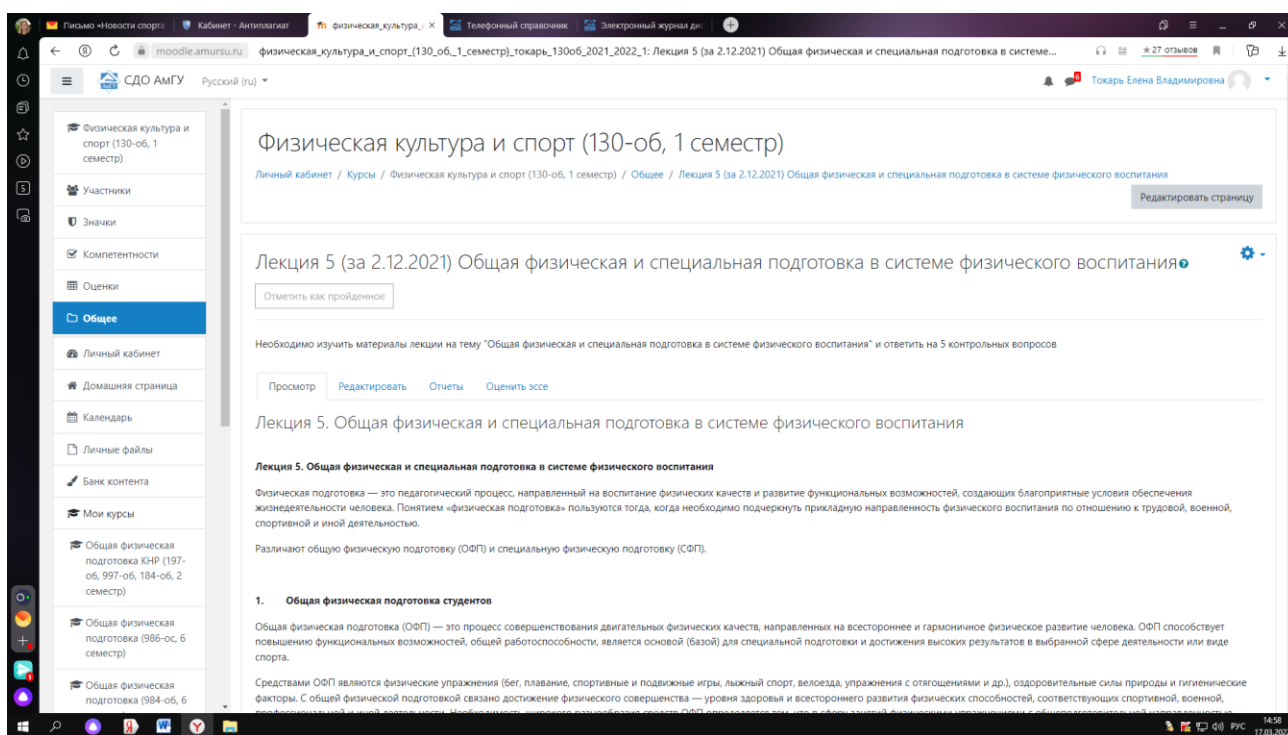 Письмо «Новости спорта
Кабинет - Антиплагиат
физическая_культура_
Телефонный справочник
Электронный журнал дис
moodle.amursu.ru
физическая_культура_и_спорт_(130_об,_1_семестр)_токарь_130об_2021_2022_1: Лекция 5 (за 2.12.2021) Общая физическая и специальная подготовка в системе...
★ 27 отзывов
СДО АмГУ
Русский (ru)
6
Токарь Елена Владимировна
Физическая культура и
спорт (130-об, 1
семестр)
Участники
Значки
Компетентности
Оценки
Общее
Личный кабинет
Домашняя страница
Календарь
Личные файлы
Банк контента
Мои курсы
Общая физическая
подготовка КНР (197-
об, 997-об, 184-об, 2
семестр)
Общая физическая
подготовка (986-ос, 6
семестр)
Общая физическая
подготовка (984-об, 6
Физическая культура и спорт (130-об, 1 семестр)
Личный кабинет / Курсы / Физическая культура и спорт (130-об, 1 семестр) / Общее / Лекция 5 (за 2.12.2021) Общая физическая и специальная подготовка в системе физического воспитания
Редактировать страницу
Лекция 5 (за 2.12.2021) Общая физическая и специальная подготовка в системе физического воспитания
Отметить как пройденное
Необходимо изучить материалы лекции на тему "Общая физическая и специальная подготовка в системе физического воспитания" и ответить на 5 контрольных вопросов
Просмотр
Редактировать
Отчеты
Оценить эссе
Лекция 5. Общая физическая и специальная подготовка в системе физического воспитания
Лекция 5. Общая физическая и специальная подготовка в системе физического воспитания
Физическая подготовка — это педагогический процесс, направленный на воспитание физических качеств и развитие функциональных возможностей, создающих благоприятные условия обеспечения
жизнедеятельности человека. Понятием «физическая подготовка» пользуются тогда, когда необходимо подчеркнуть прикладную направленность физического воспитания по отношению к трудовой, военной,
спортивной и иной деятельностью.
Различают общую физическую подготовку (ОФП) и специальную физическую подготовку (СФП).
1. Общая физическая подготовка студентов
Общая физическая подготовка (ОФП) — это процесс совершенствования двигательных физических качеств, направленных на всестороннее и гармоничное физическое развитие человека. ОФП способствует
повышению функциональных возможностей, общей работоспособности, является основой (базой) для специальной подготовки и достижения высоких результатов в выбранной сфере деятельности или виде
спорта.
Средствами ОФП являются физические упражнения (бег, плавание, спортивные и подвижные игры, лыжный спорт, велоезда, упражнения с отягощениями и др.), оздоровительные силы природы и гигиенические
факторы. С общей физической подготовкой связано достижение физического совершенства — уровня здоровья и всестороннего развития физических способностей, соответствующих спортивной, военной,
РУС
14:58